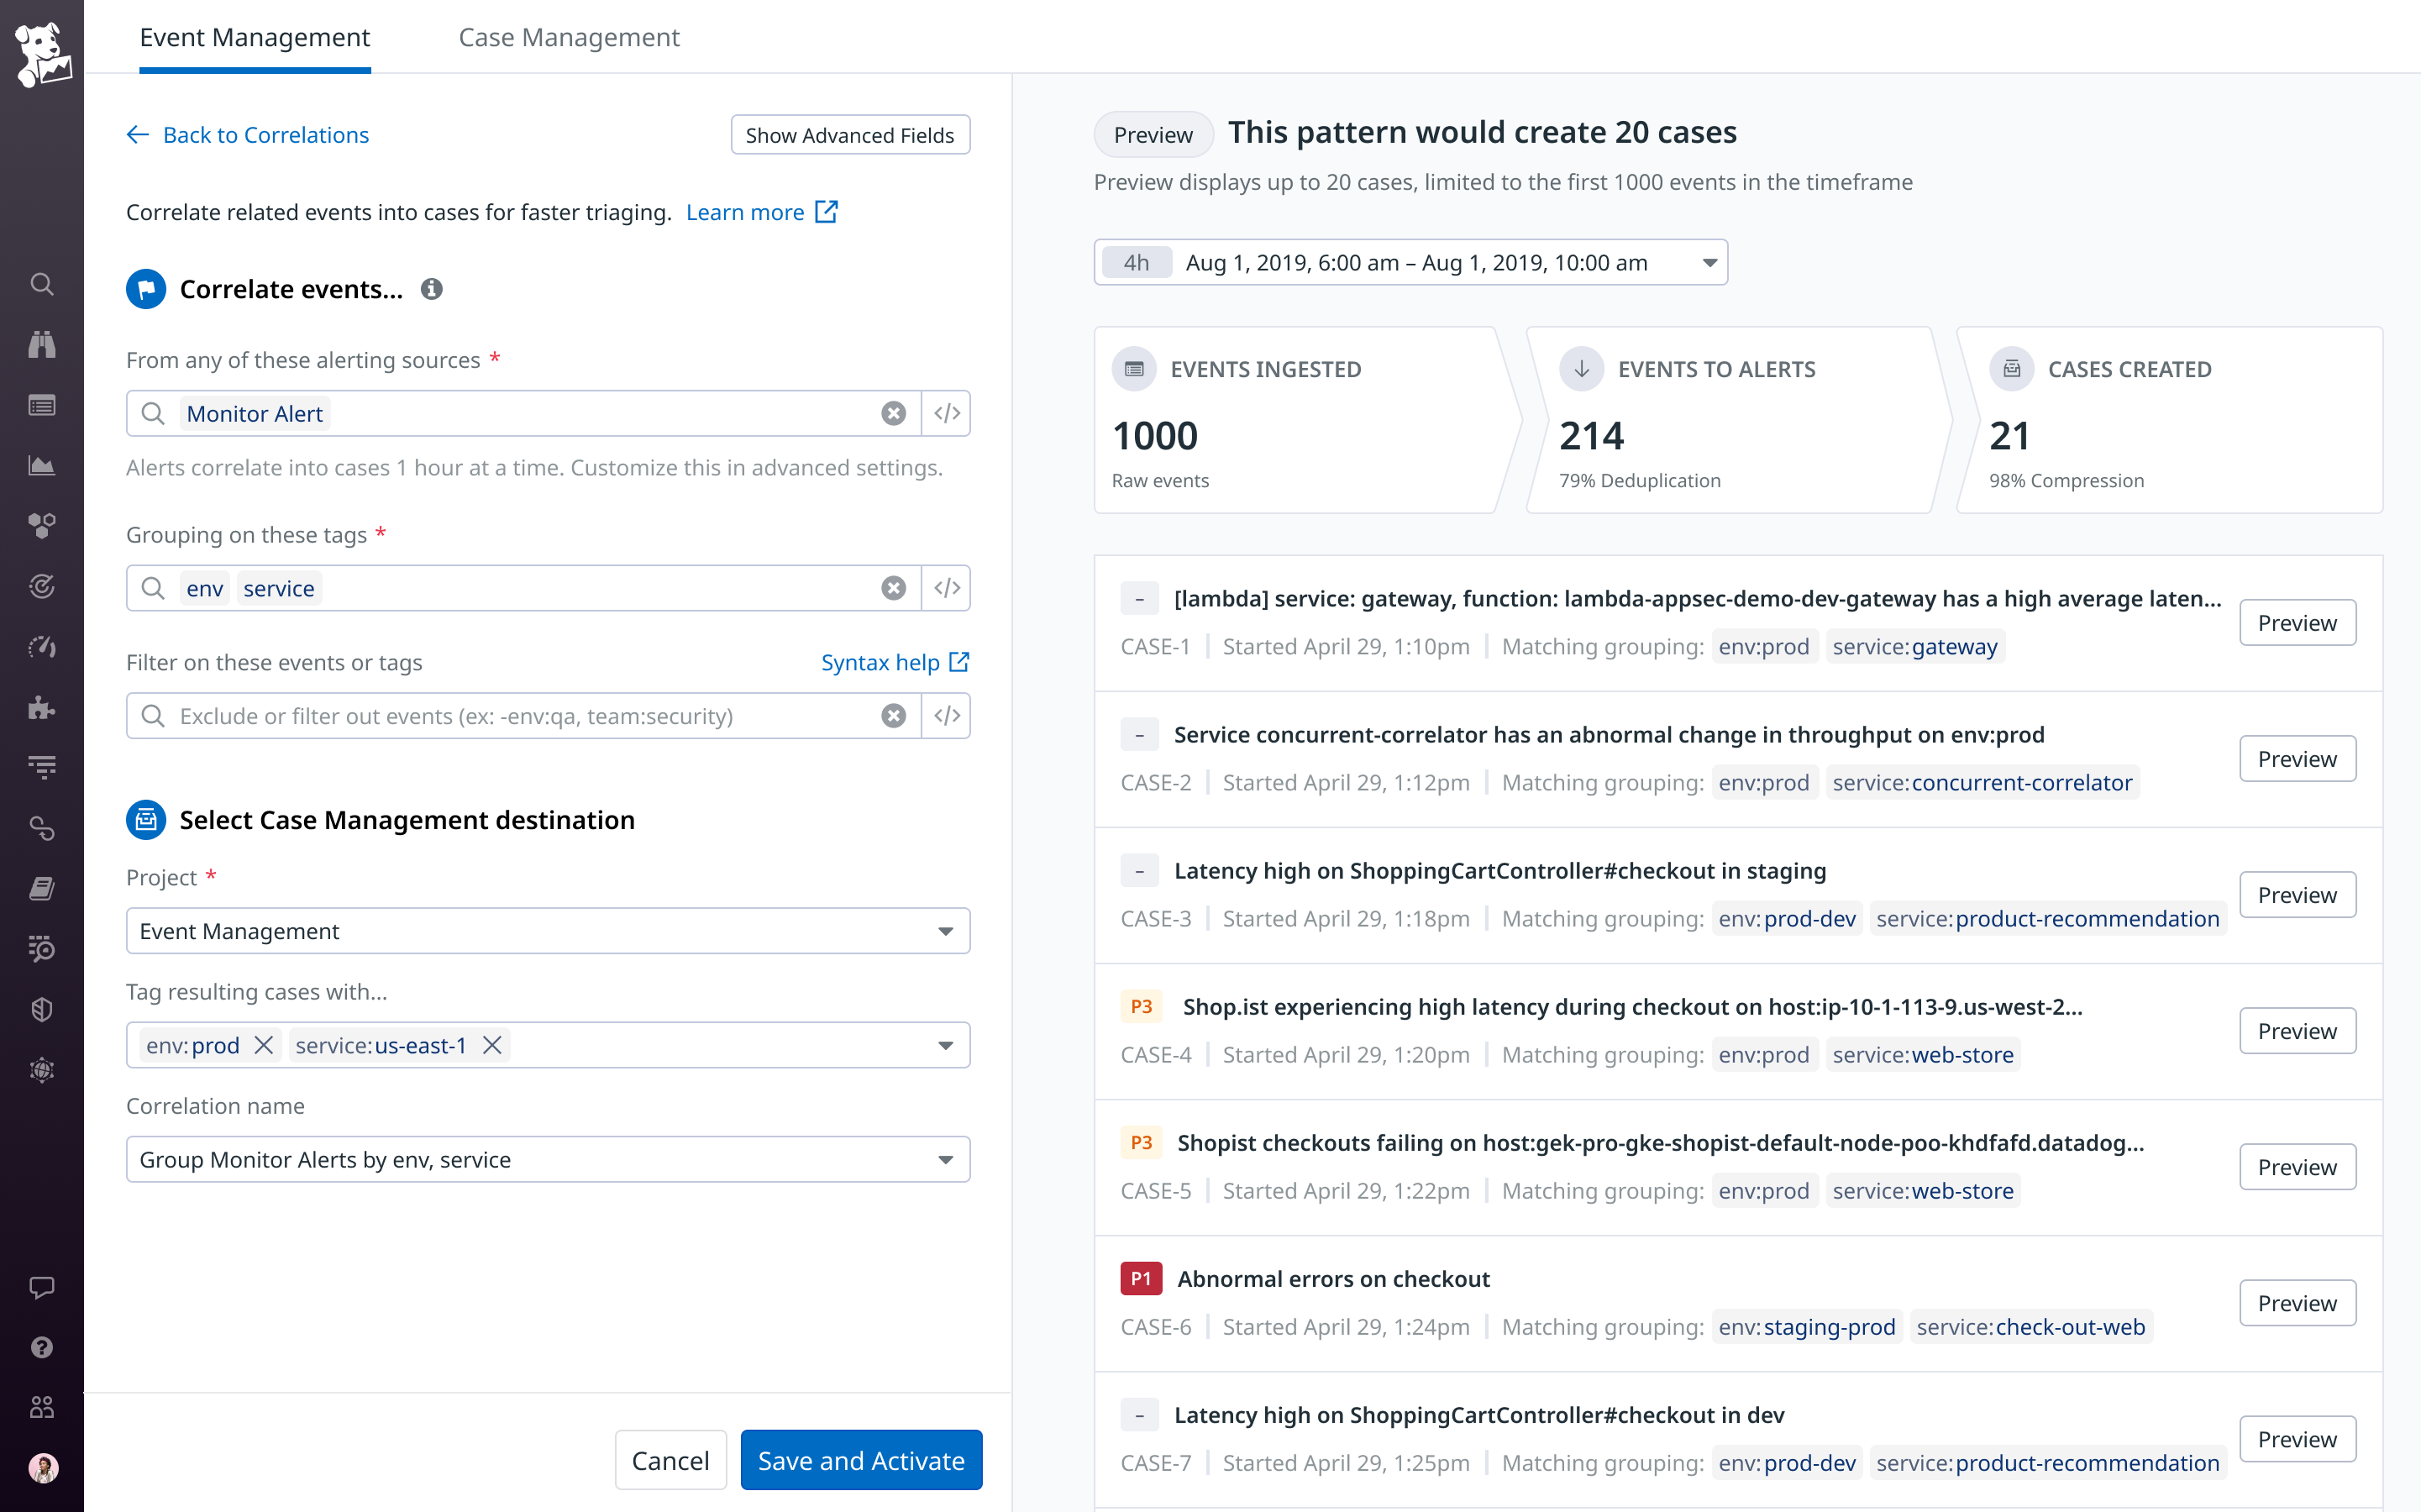 Event Management
Case Management
Back to Correlations
Show Advanced Fields
Correlate related events into cases for faster triaging. Learn more
Correlate events...
From any of these alerting sources *
Monitor Alert
</>
Alerts correlate into cases 1 hour at a time. Customize this in advanced settings.
Grouping on these tags *
env service
</>
Filter on these events or tags
Syntax help
Exclude or filter out events (ex: -env:qa, team:security)
</>
Select Case Management destination
Project *
Event Management
Tag resulting cases with...
env:prod service:us-east-1
Correlation name
Group Monitor Alerts by env, service
Cancel
Save and Activate
Preview This pattern would create 20 cases
Preview displays up to 20 cases, limited to the first 1000 events in the timeframe
4h Aug 1, 2019, 6:00 am – Aug 1, 2019, 10:00 am
EVENTS INGESTED
1000
Raw events
EVENTS TO ALERTS
214
79% Deduplication
CASES CREATED
21
98% Compression
– [lambda] service: gateway, function: lambda-appsec-demo-dev-gateway has a high average laten...
CASE-1 Started April 29, 1:10pm Matching grouping: env:prod service:gateway
Preview
– Service concurrent-correlator has an abnormal change in throughput on env:prod
CASE-2 Started April 29, 1:12pm Matching grouping: env:prod service:concurrent-correlator
Preview
– Latency high on ShoppingCartController#checkout in staging
CASE-3 Started April 29, 1:18pm Matching grouping: env:prod-dev service:product-recommendation
Preview
P3 Shop.ist experiencing high latency during checkout on host:ip-10-1-113-9.us-west-2...
CASE-4 Started April 29, 1:20pm Matching grouping: env:prod service:web-store
Preview
P3 Shopist checkouts failing on host:gek-pro-gke-shopist-default-node-poo-khdfafd.datadog...
CASE-5 Started April 29, 1:22pm Matching grouping: env:prod service:web-store
Preview
P1 Abnormal errors on checkout
CASE-6 Started April 29, 1:24pm Matching grouping: env:staging-prod service:check-out-web
Preview
– Latency high on ShoppingCartController#checkout in dev
CASE-7 Started April 29, 1:25pm Matching grouping: env:prod-dev service:product-recommendation
Preview